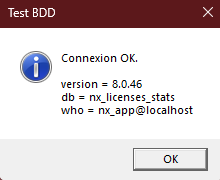 Test BDD
Connexion OK.
version = 8.0.46
db = nx_licenses_stats
who = nx_app@localhost
OK